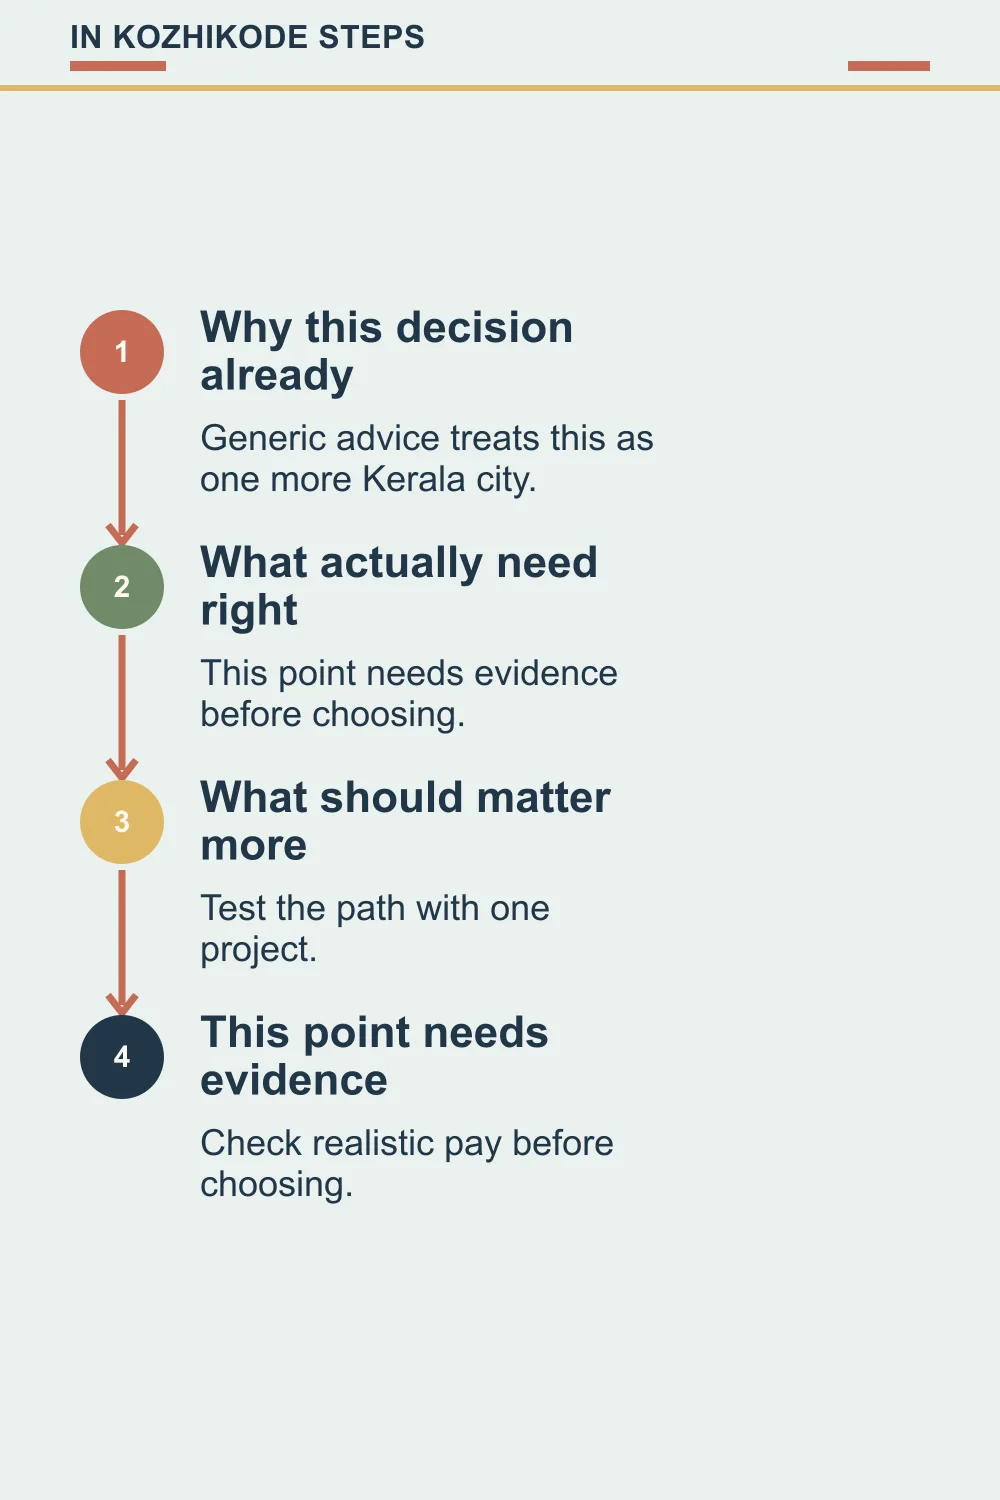 IN KOZHIKODE STEPS
1
Why this decision
already
Generic advice treats this as
one more Kerala city.
2
What actually need
right
This point needs evidence
before choosing.
3
What should matter
more
Test the path with one
project.
4
This point needs
evidence
Check realistic pay before
choosing.